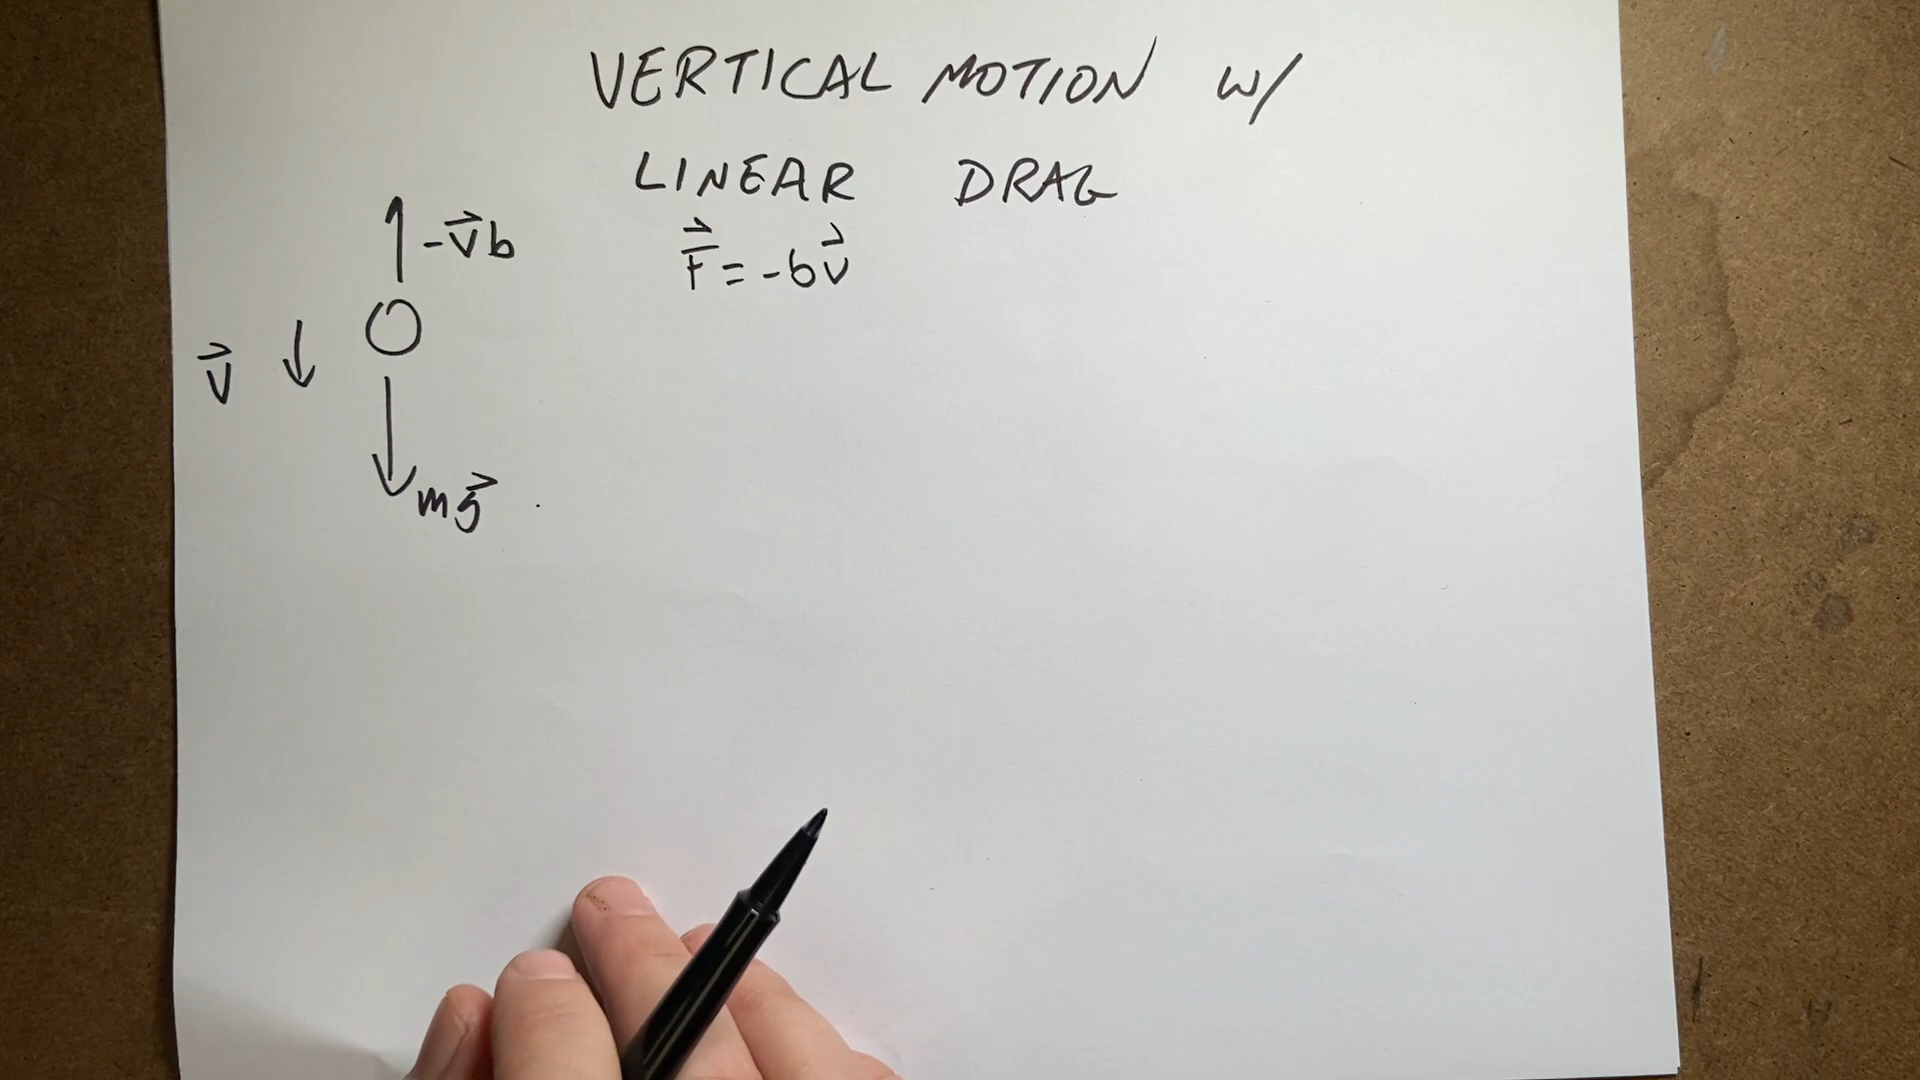 VERTICAL MOTION W/
LINEAR DRAG
F⃗ = -bv⃗
-v⃗b
v⃗
mg⃗